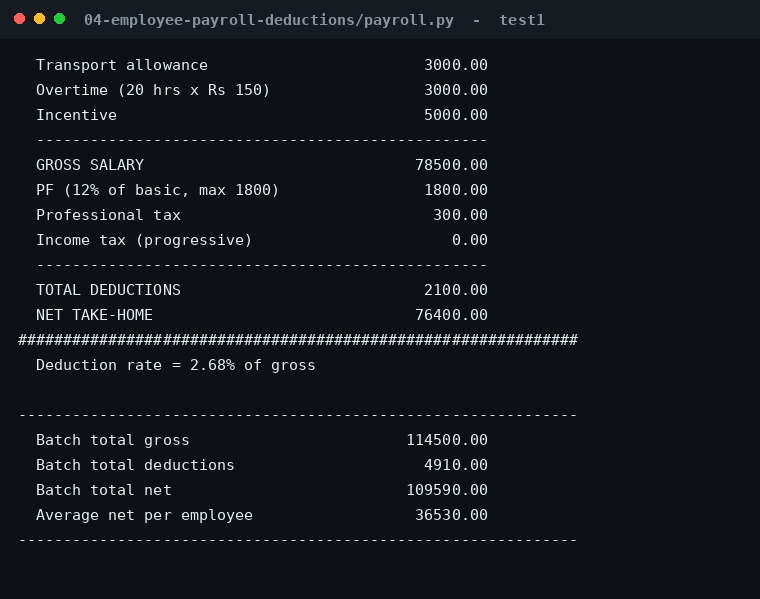 04-employee-payroll-deductions/payroll.py  -  test1
  Transport allowance                        3000.00
  Overtime (20 hrs x Rs 150)                 3000.00
  Incentive                                  5000.00
  --------------------------------------------------
  GROSS SALARY                              78500.00
  PF (12% of basic, max 1800)                1800.00
  Professional tax                            300.00
  Income tax (progressive)                      0.00
  --------------------------------------------------
  TOTAL DEDUCTIONS                           2100.00
  NET TAKE-HOME                             76400.00
##############################################################
  Deduction rate = 2.68% of gross

--------------------------------------------------------------
  Batch total gross                        114500.00
  Batch total deductions                     4910.00
  Batch total net                          109590.00
  Average net per employee                  36530.00
--------------------------------------------------------------